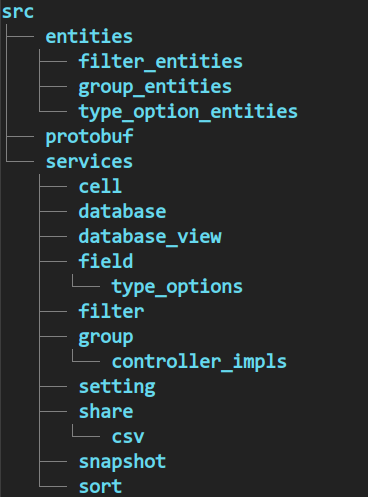 src
entities
filter_entities
group_entities
type_option_entities
protobuf
services
cell
database
database_view
field
type_options
filter
group
controller_impls
setting
share
csv
snapshot
sort